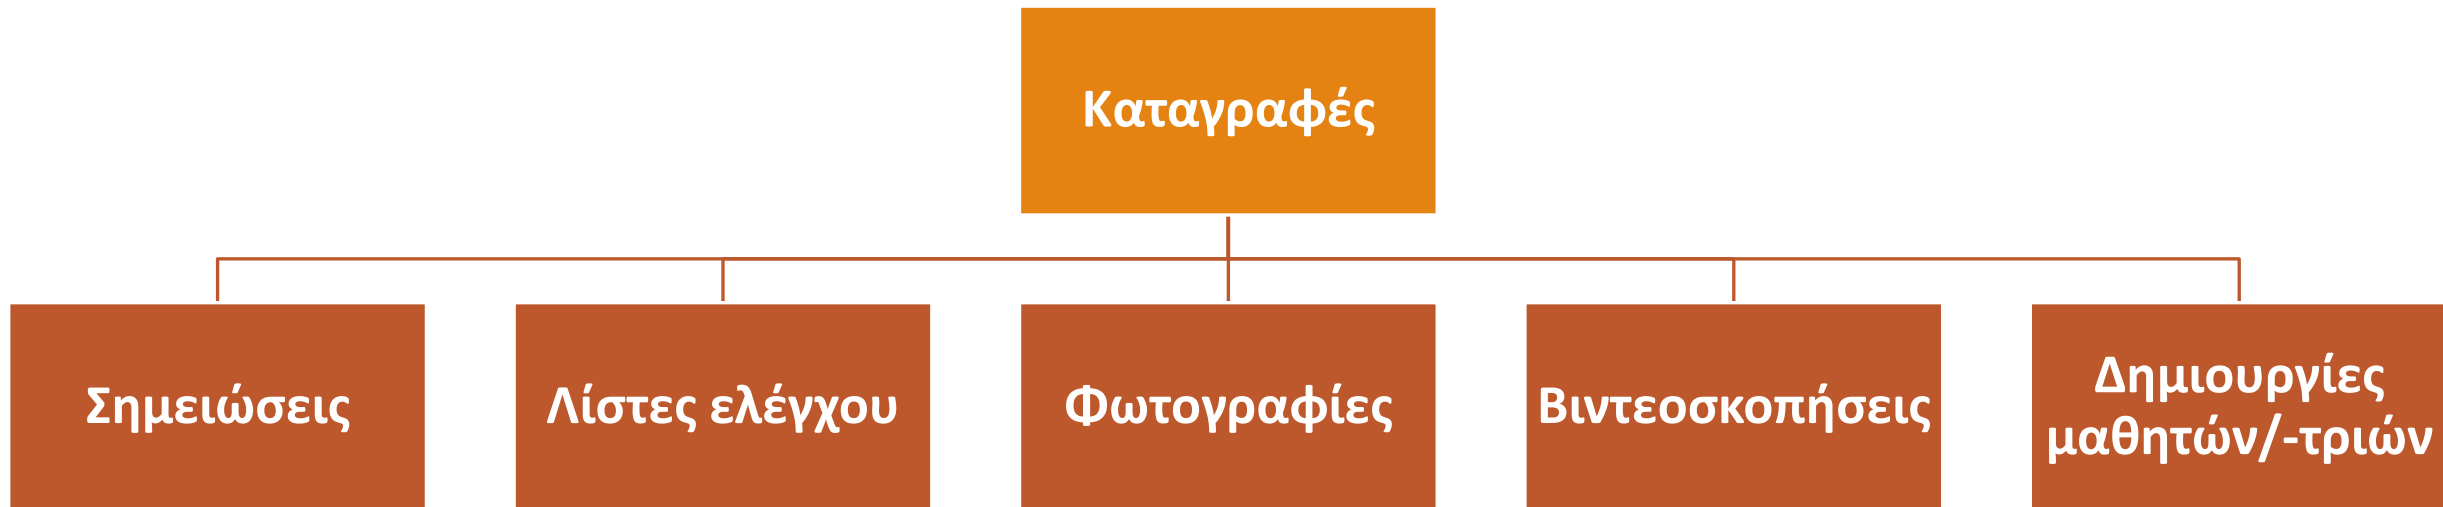 Καταγραφές
Σημειώσεις
Λίστες ελέγχου
Φωτογραφίες
Βιντεοσκοπήσεις
Δημιουργίες
μαθητών/-τριών